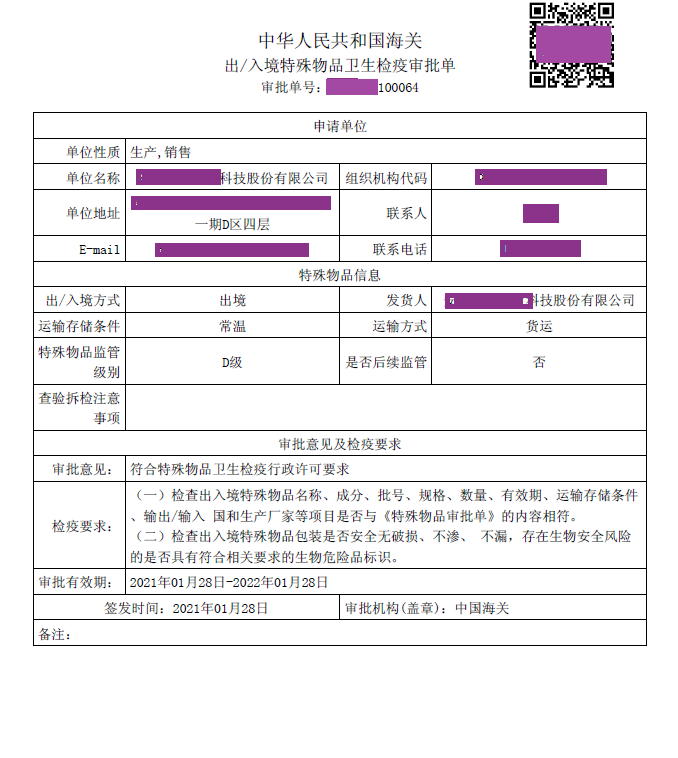 中华人民共和国海关
出/入境特殊物品卫生检疫审批单
审批单号: 100064
申请单位
单位性质 生产,销售
单位名称 科技股份有限公司 组织机构代码
单位地址 一期D区四层 联系人
E-mail 联系电话
特殊物品信息
出/入境方式 出境 发货人 科技股份有限公司
运输存储条件 常温 运输方式 货运
特殊物品监管
级别 D级 是否后续监管 否
查验拆检注意
事项
审批意见及检疫要求
审批意见: 符合特殊物品卫生检疫行政许可要求
检疫要求: (一)检查出入境特殊物品名称、成分、批号、规格、数量、有效期、运输存储条件
、输出/输入 国和生产厂家等项目是否与《特殊物品审批单》的内容相符。
(二)检查出入境特殊物品包装是否安全无破损、不渗、 不漏,存在生物安全风险
的是否具有符合相关要求的生物危险品标识。
审批有效期: 2021年01月28日-2022年01月28日
签发时间: 2021年01月28日 审批机构(盖章): 中国海关
备注: